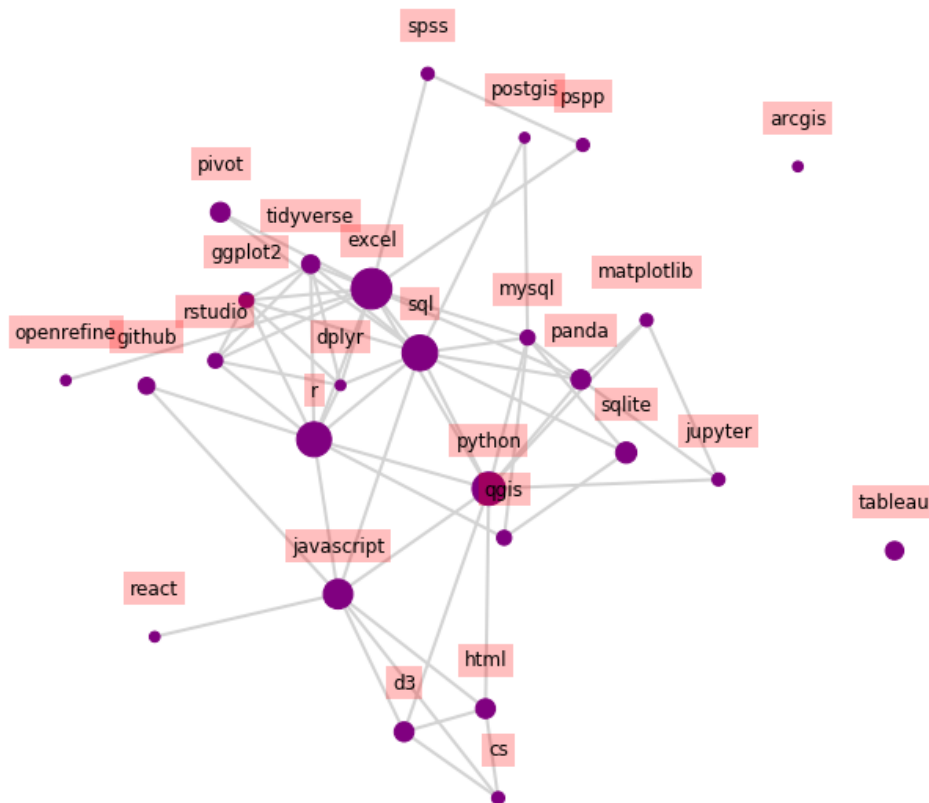 spss
postgis
pspp
arcgis
pivot
tidyverse
excel
ggplot2
matplotlib
mysql
sql
rstudio
openrefine
github
dplyr
panda
r
sqlite
python
jupyter
qgis
tableau
javascript
react
html
d3
cs